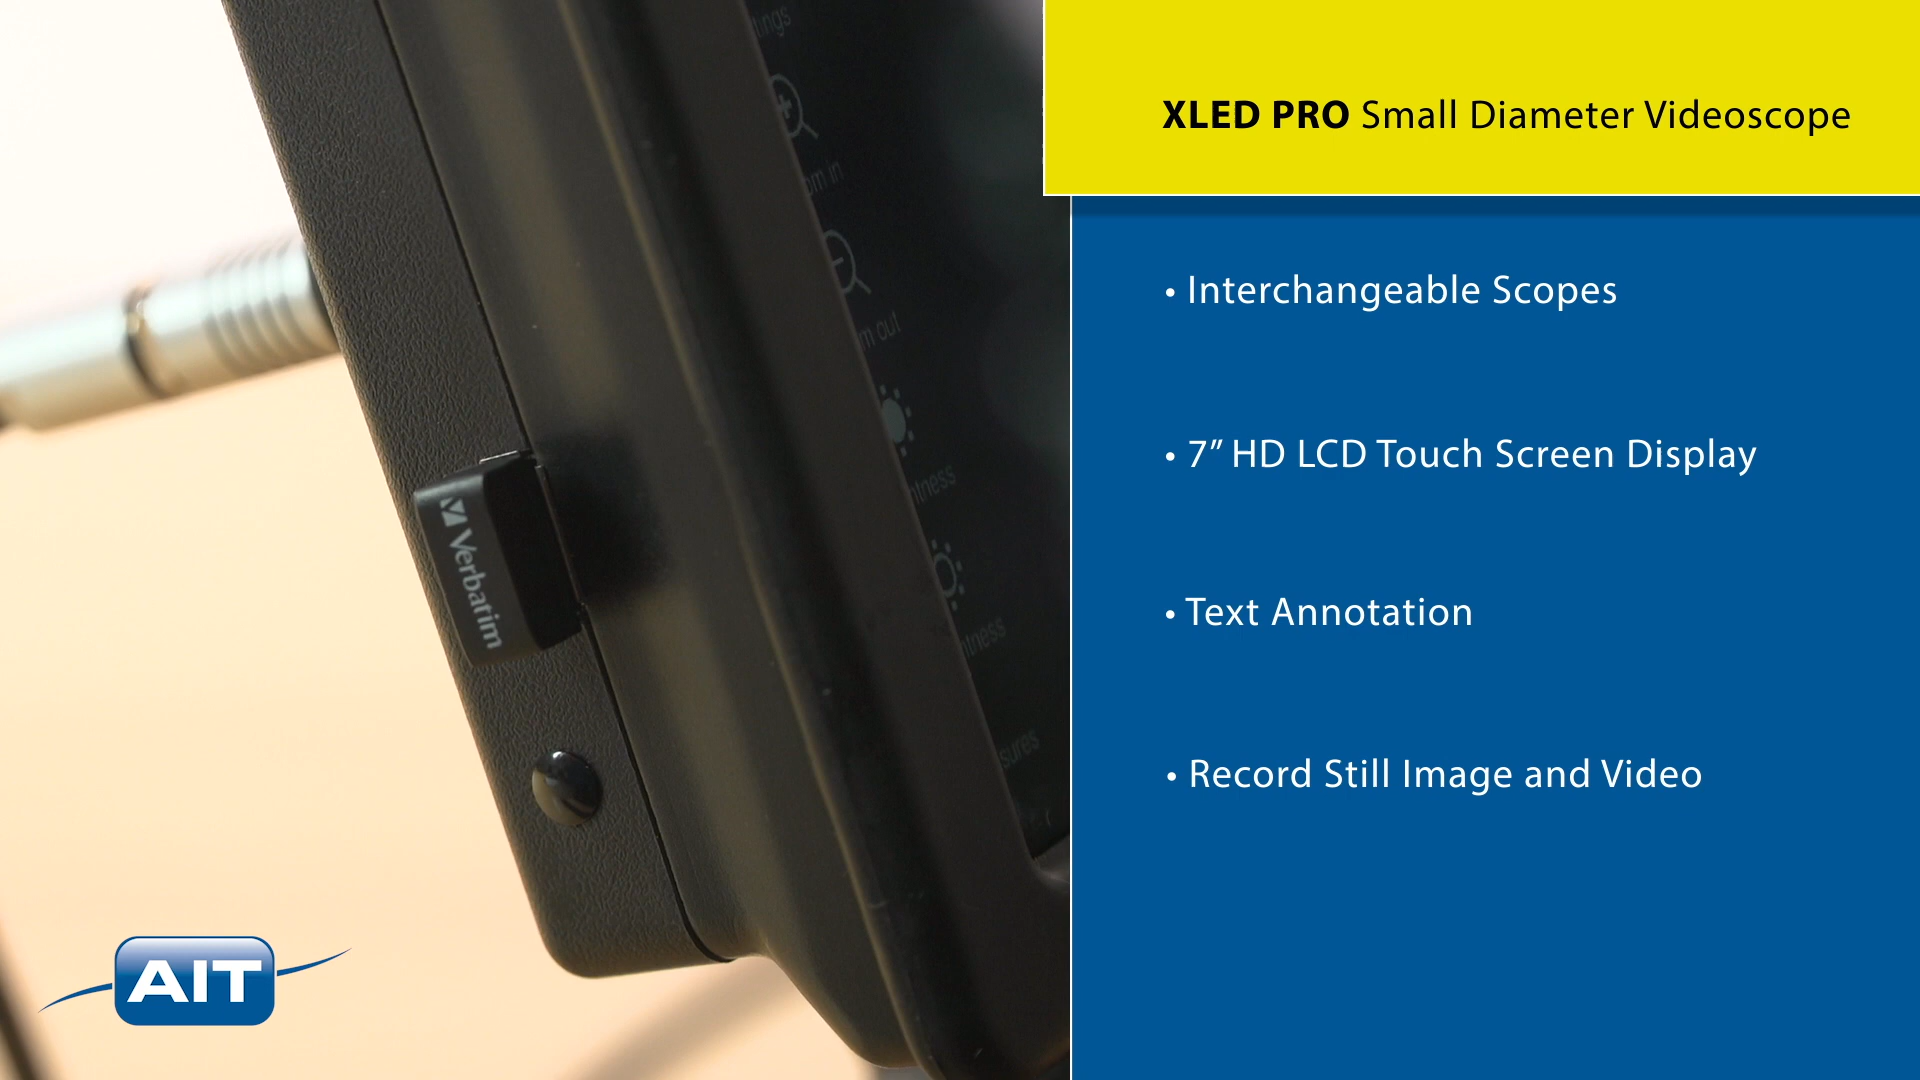 XLED PRO Small Diameter Videoscope
• Interchangeable Scopes
• 7” HD LCD Touch Screen Display
• Text Annotation
• Record Still Image and Video
Verbatim
AIT